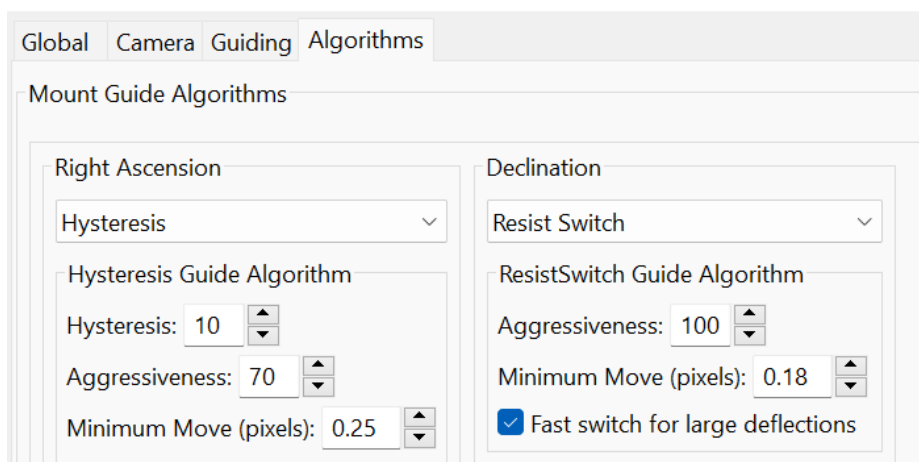 Global Camera Guiding Algorithms
Mount Guide Algorithms
Right Ascension
Hysteresis
Hysteresis Guide Algorithm
Hysteresis: 10
Aggressiveness: 70
Minimum Move (pixels): 0.25
Declination
Resist Switch
ResistSwitch Guide Algorithm
Aggressiveness: 100
Minimum Move (pixels): 0.18
Fast switch for large deflections